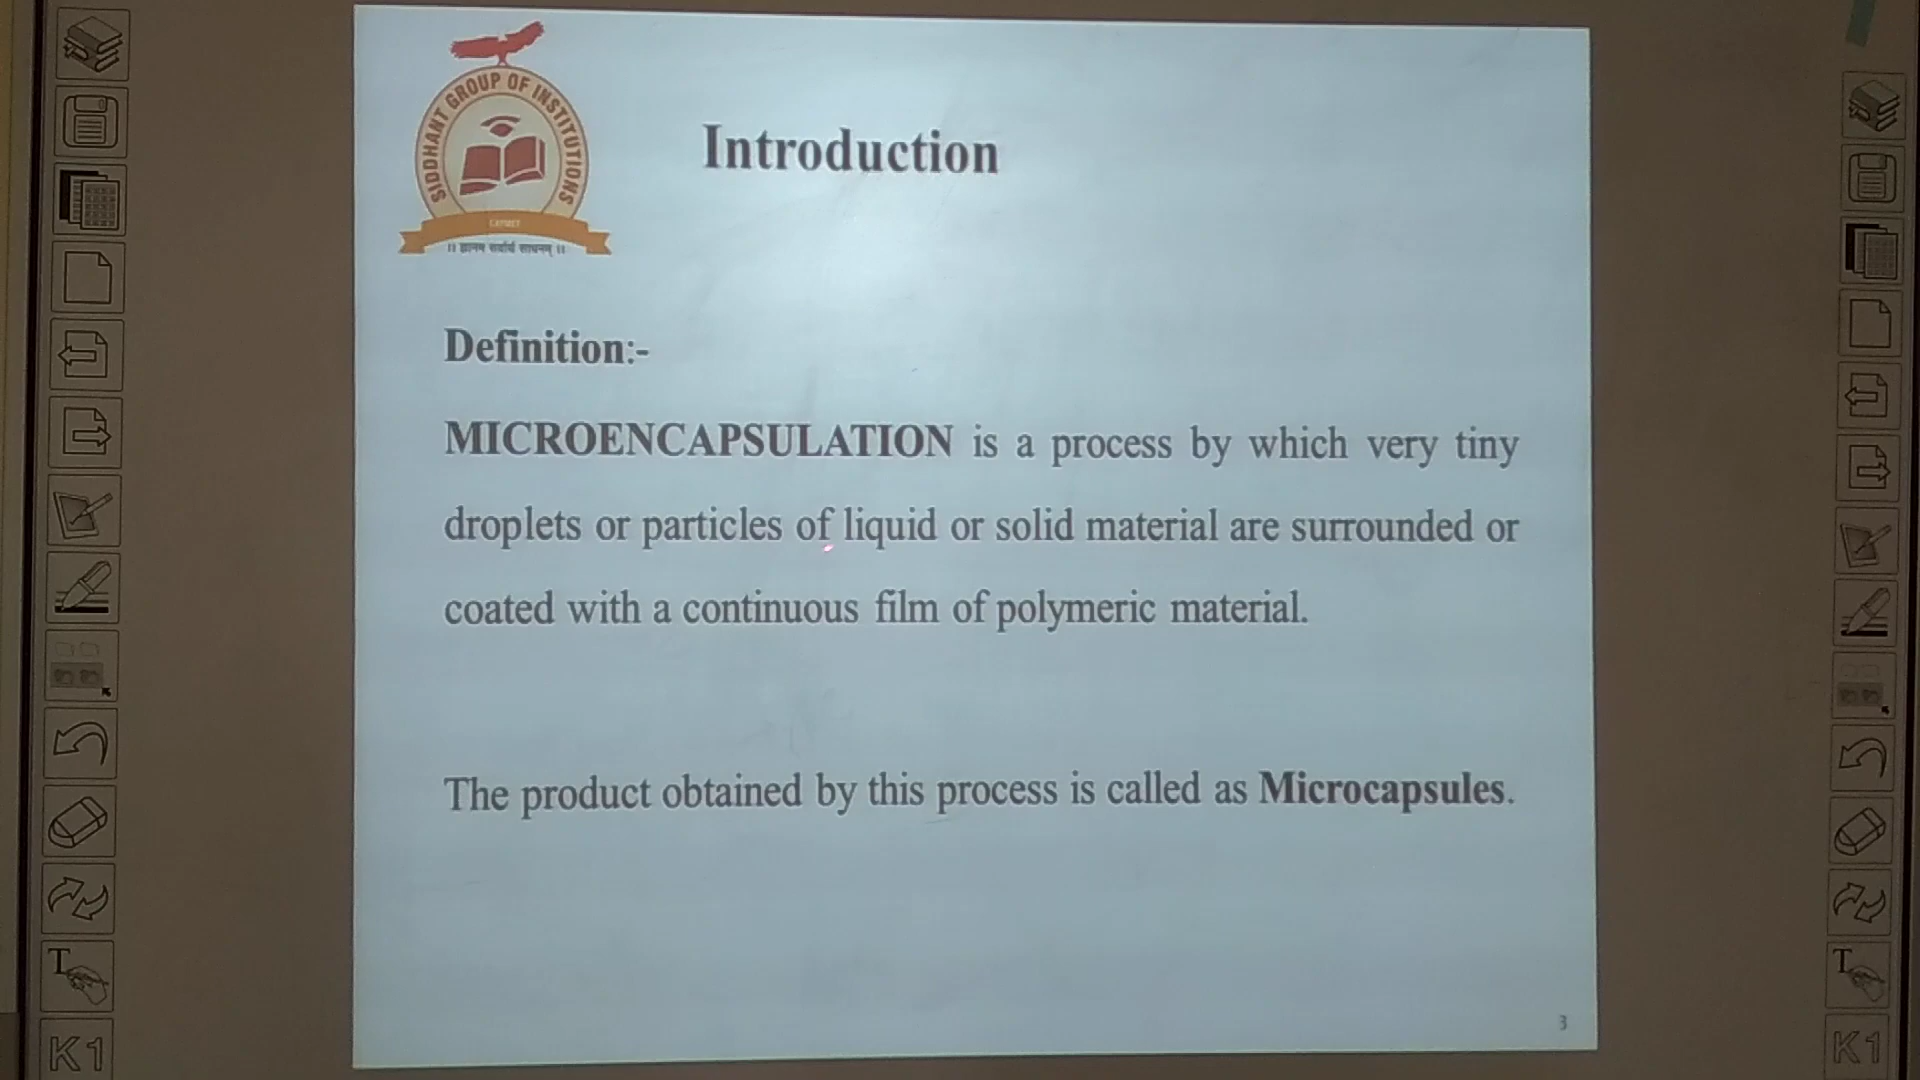 SIDDHANT GROUP OF INSTITUTIONS
Introduction
Definition:-
MICROENCAPSULATION is a process by which very tiny
droplets or particles of liquid or solid material are surrounded or
coated with a continuous film of polymeric material.
The product obtained by this process is called as Microcapsules.
3
T
K1
T
K1